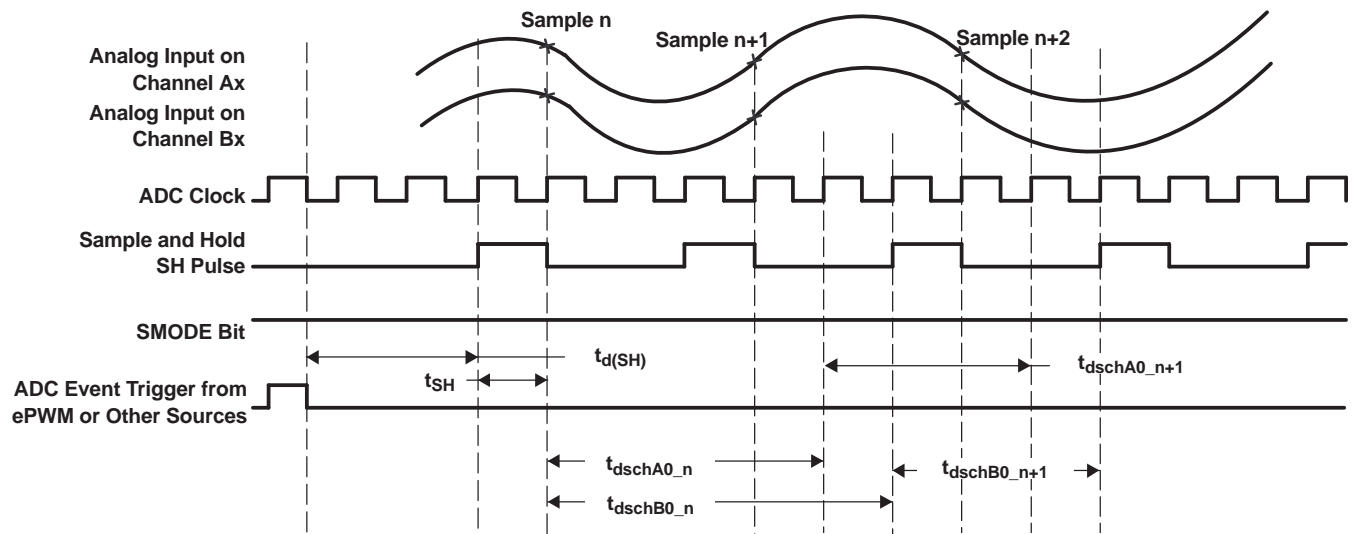 Sample n
Sample n+1
Sample n+2
Analog Input on
Channel Ax
Analog Input on
Channel Bx
ADC Clock
Sample and Hold
SH Pulse
SMODE Bit
td(SH)
tdschA0_n+1
tSH
ADC Event Trigger from
ePWM or Other Sources
tdschA0_n
tdschB0_n+1
tdschB0_n